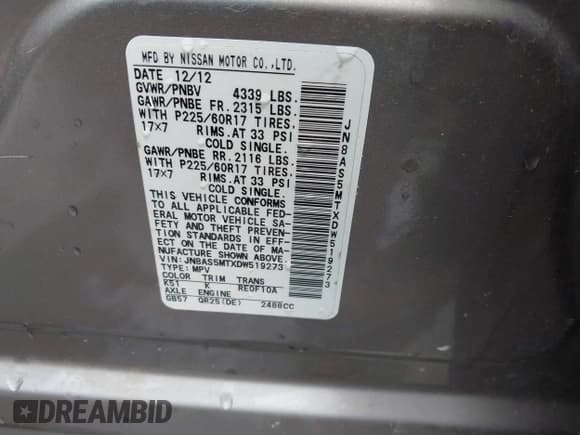 MFD BY NISSAN MOTOR CO.,LTD.
DATE 12/12
GVWR/PNBV 4339 LBS.
GAWR/PNBE FR. 2315 LBS.
WITH P225/60R17 TIRES.
17×7 RIMS. AT 33 PSI
COLD SINGLE.
GAWR/PNBE RR. 2116 LBS.
WITH P225/60R17 TIRES.
17×7 RIMS. AT 33 PSI
COLD SINGLE.
THIS VEHICLE CONFORMS
TO ALL APPLICABLE FED-
ERAL MOTOR VEHICLE SA-
FETY AND THEFT PREVEN-
TION STANDARDS IN EFF-
ECT ON THE DATE OF MA-
NUFACTURE SHOWN ABOVE.
VIN: JN8AS5MTXDW519273
TYPE: MPV
COLOR TRIM TRANS
K51 K RE0F10A
AXLE ENGINE
GB57 QR25(DE) 2488CC
JN8AS5MTXDW519273
DREAMBID